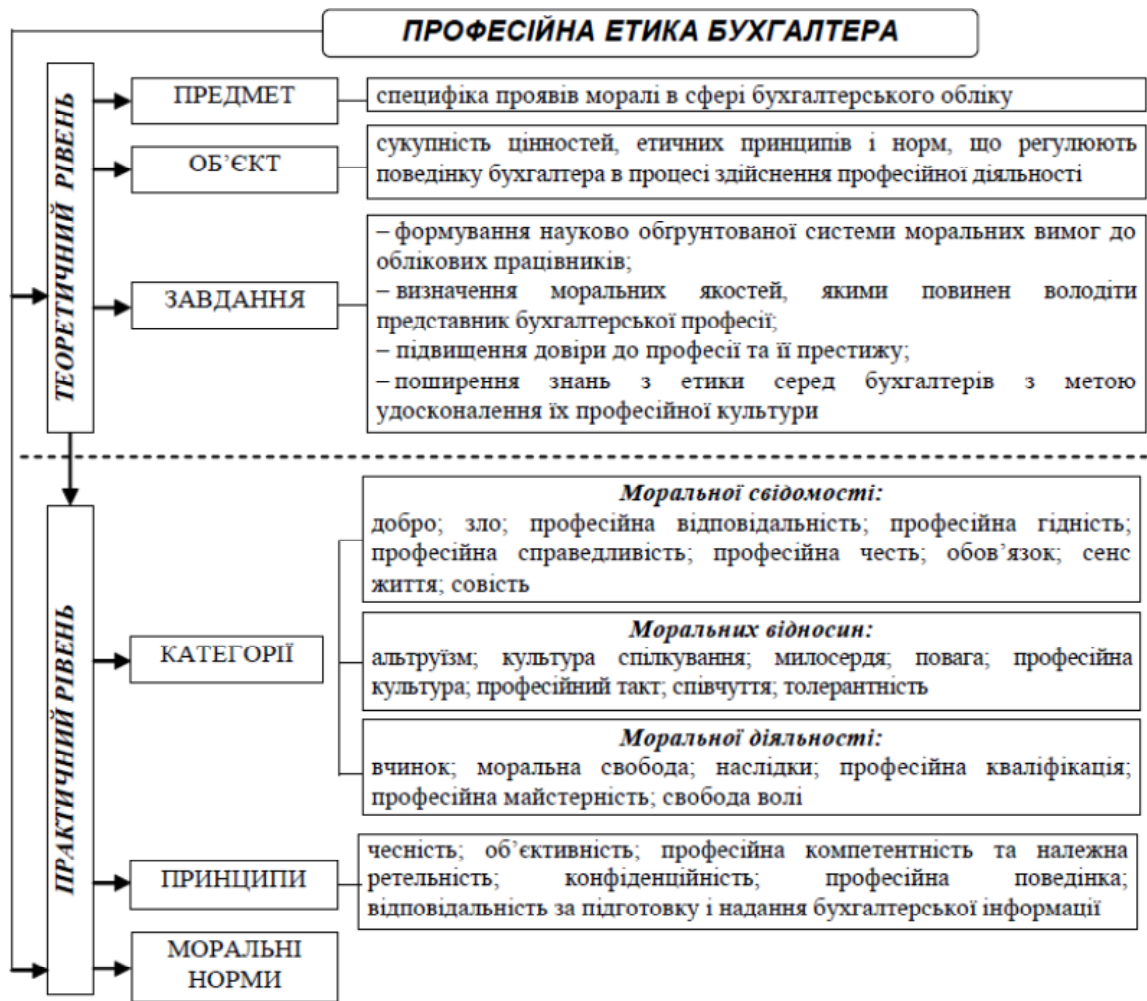 ПРОФЕСІЙНА ЕТИКА БУХГАЛТЕРА
ТЕОРЕТИЧНИЙ РІВЕНЬ
ПРЕДМЕТ
специфіка проявів моралі в сфері бухгалтерського обліку
ОБ’ЄКТ
сукупність цінностей, етичних принципів і норм, що регулюють
поведінку бухгалтера в процесі здійснення професійної діяльності
ЗАВДАННЯ
– формування науково обґрунтованої системи моральних вимог до
облікових працівників;
– визначення моральних якостей, якими повинен володіти
представник бухгалтерської професії;
– підвищення довіри до професії та її престижу;
– поширення знань з етики серед бухгалтерів з метою
удосконалення їх професійної культури
ПРАКТИЧНИЙ РІВЕНЬ
КАТЕГОРІЇ
Моральної свідомості:
добро; зло; професійна відповідальність; професійна гідність;
професійна справедливість; професійна честь; обов’язок; сенс
життя; совість
Моральних відносин:
альтруїзм; культура спілкування; милосердя; повага; професійна
культура; професійний такт; співчуття; толерантність
Моральної діяльності:
вчинок; моральна свобода; наслідки; професійна кваліфікація;
професійна майстерність; свобода волі
ПРИНЦИПИ
чесність; об’єктивність; професійна компетентність та належна
ретельність; конфіденційність; професійна поведінка;
відповідальність за підготовку і надання бухгалтерської інформації
МОРАЛЬНІ
НОРМИ